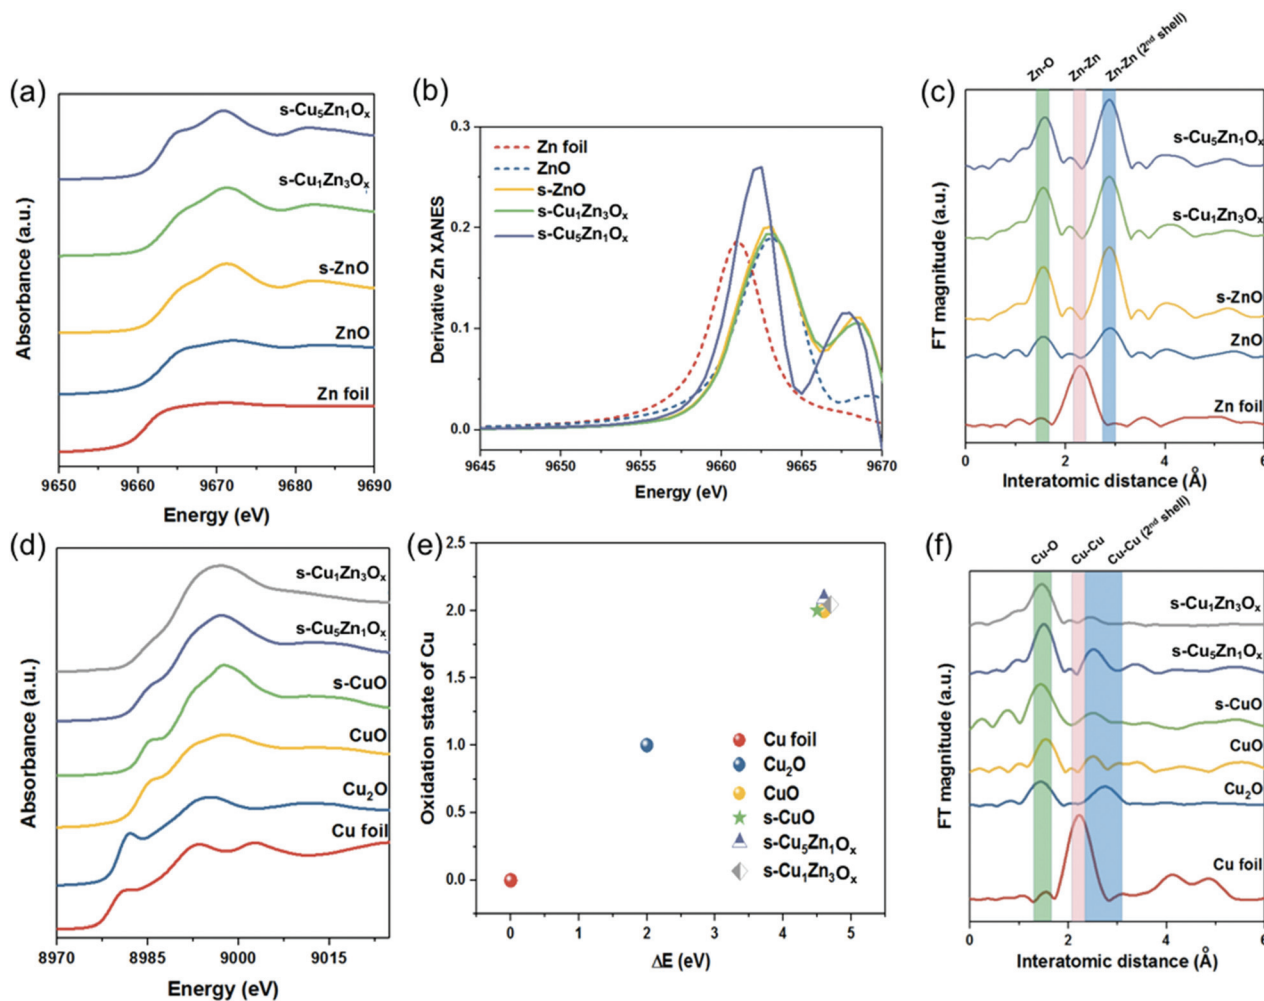 (a)
s-Cu₅Zn₁Oₓ
s-Cu₁Zn₃Oₓ
s-ZnO
ZnO
Zn foil
Absorbance (a.u.)
9650 9660 9670 9680 9690
Energy (eV)
(b)
0.3
0.2
0.1
0.0
Zn foil
ZnO
s-ZnO
s-Cu₁Zn₃Oₓ
s-Cu₅Zn₁Oₓ
Derivative Zn XANES
9645 9650 9655 9660 9665 9670
Energy (eV)
(c)
Zn-O
Zn-Zn
Zn-Zn (2ⁿᵈ shell)
s-Cu₅Zn₁Oₓ
s-Cu₁Zn₃Oₓ
s-ZnO
ZnO
Zn foil
FT magnitude (a.u.)
0 2 4 6
Interatomic distance (Å)
(d)
s-Cu₁Zn₃Oₓ
s-Cu₅Zn₁Oₓ
s-CuO
CuO
Cu₂O
Cu foil
Absorbance (a.u.)
8970 8985 9000 9015
Energy (eV)
(e)
2.5
2.0
1.5
1.0
0.5
0.0
Oxidation state of Cu
Cu foil
Cu₂O
CuO
s-CuO
s-Cu₅Zn₁Oₓ
s-Cu₁Zn₃Oₓ
0 1 2 3 4 5
ΔE (eV)
(f)
Cu-O
Cu-Cu
Cu-Cu (2ⁿᵈ shell)
s-Cu₁Zn₃Oₓ
s-Cu₅Zn₁Oₓ
s-CuO
CuO
Cu₂O
Cu foil
FT magnitude (a.u.)
0 2 4 6
Interatomic distance (Å)